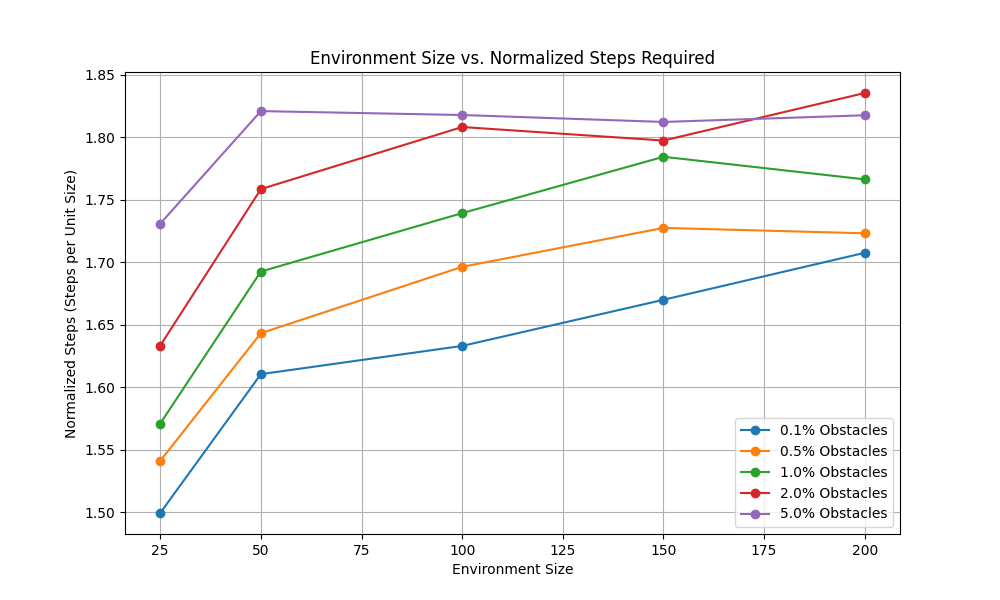 Environment Size vs. Normalized Steps Required
Normalized Steps (Steps per Unit Size)
1.85
1.80
1.75
1.70
1.65
1.60
1.55
1.50
25 50 75 100 125 150 175 200
Environment Size
0.1% Obstacles
0.5% Obstacles
1.0% Obstacles
2.0% Obstacles
5.0% Obstacles